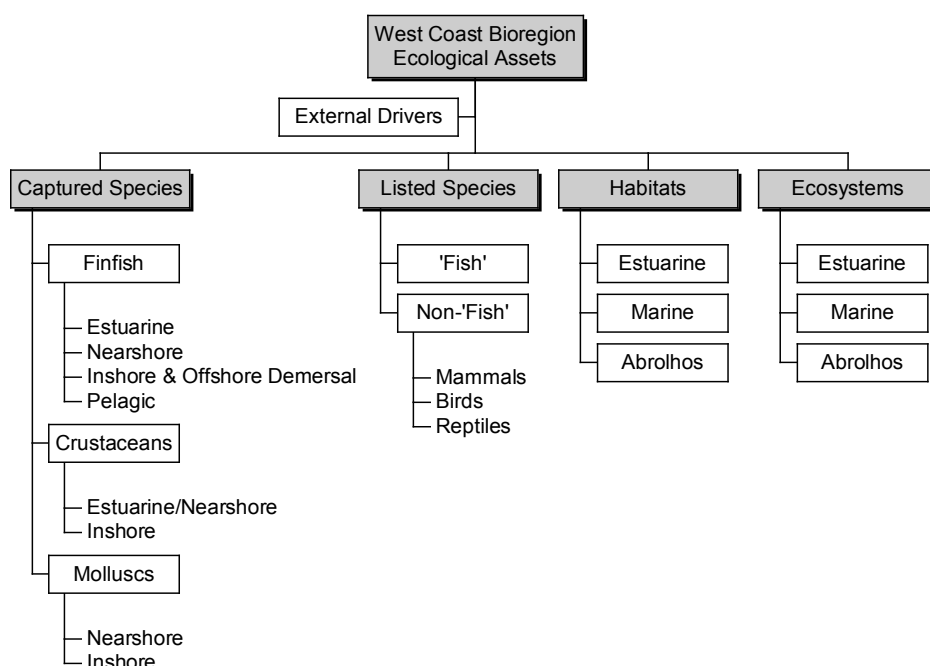 West Coast Bioregion
Ecological Assets
External Drivers
Captured Species
Listed Species
Habitats
Ecosystems
Finfish
Estuarine
Nearshore
Inshore & Offshore Demersal
Pelagic
Crustaceans
Estuarine/Nearshore
Inshore
Molluscs
Nearshore
Inshore
'Fish'
Non-'Fish'
Mammals
Birds
Reptiles
Estuarine
Marine
Abrolhos
Estuarine
Marine
Abrolhos